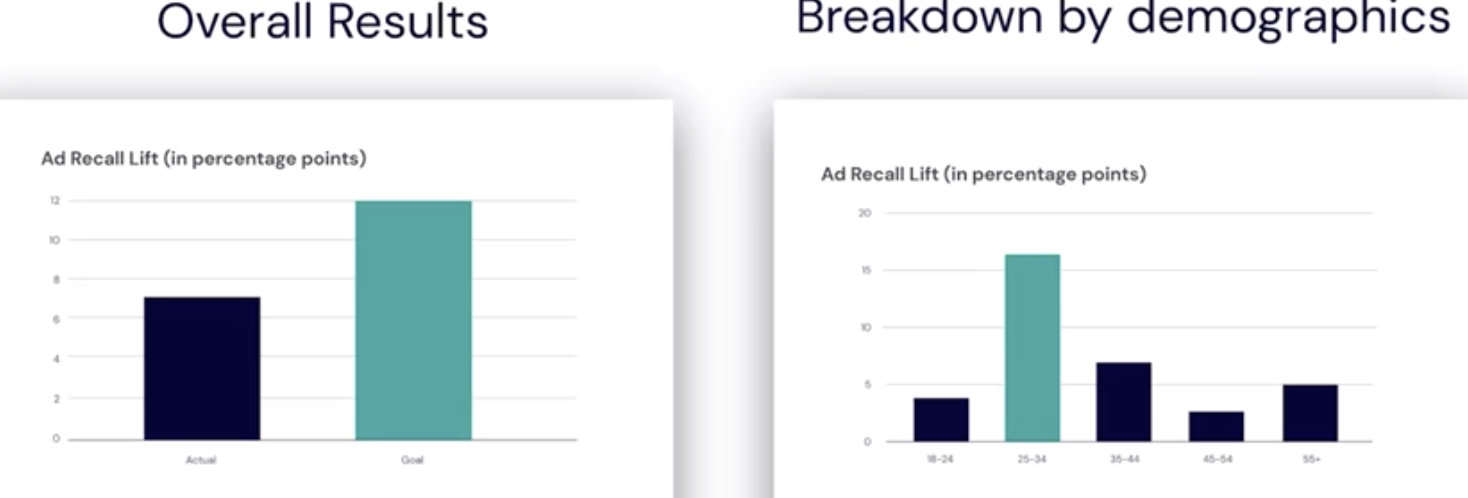 Overall Results
Breakdown by demographics
Ad Recall Lift (in percentage points)
12
10
8
6
4
2
0
Actual Goal
Ad Recall Lift (in percentage points)
20
15
10
5
0
18-24 25-34 35-44 45-54 55+